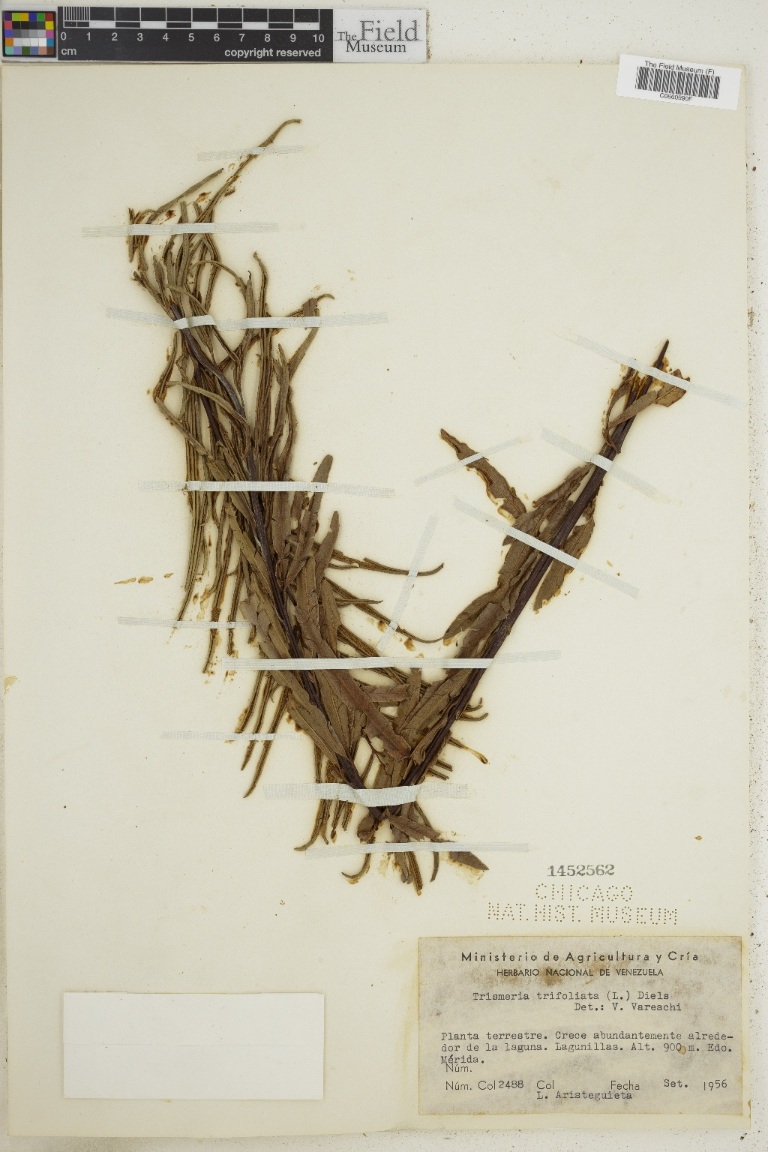 0 1 2 3 4 5 6 7 8 9 10
cm
copyright reserved
The Field Museum
The Field Museum (F)
1452562
CHICAGO
NAT. HIST. MUSEUM
Ministerio de Agricultura y Cría
HERBARIO NACIONAL DE VENEZUELA
Trismeria trifoliata (L.) Diels
Det.: V. Vareschi
Planta terrestre. Crece abundantemente alrede-
dor de la laguna. Lagunillas. Alt. 900 m. Edo.
Mérida.
Núm.
Núm. Col 2488 Col Fecha Set. 1956
L. Aristeguieta